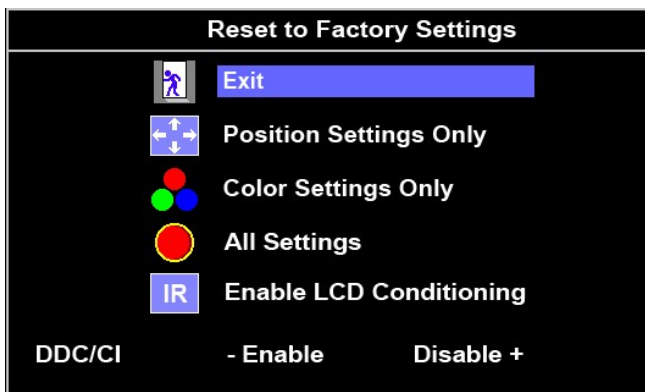 Reset to Factory Settings
Exit
Position Settings Only
Color Settings Only
All Settings
IR Enable LCD Conditioning
DDC/CI - Enable Disable +